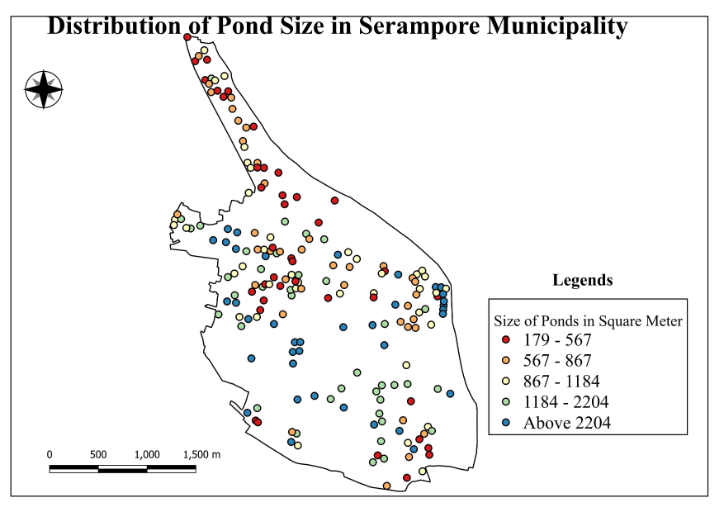 Distribution of Pond Size in Serampore Municipality
Legends
Size of Ponds in Square Meter
179 - 567
567 - 867
867 - 1184
1184 - 2204
Above 2204
0 500 1,000 1,500 m